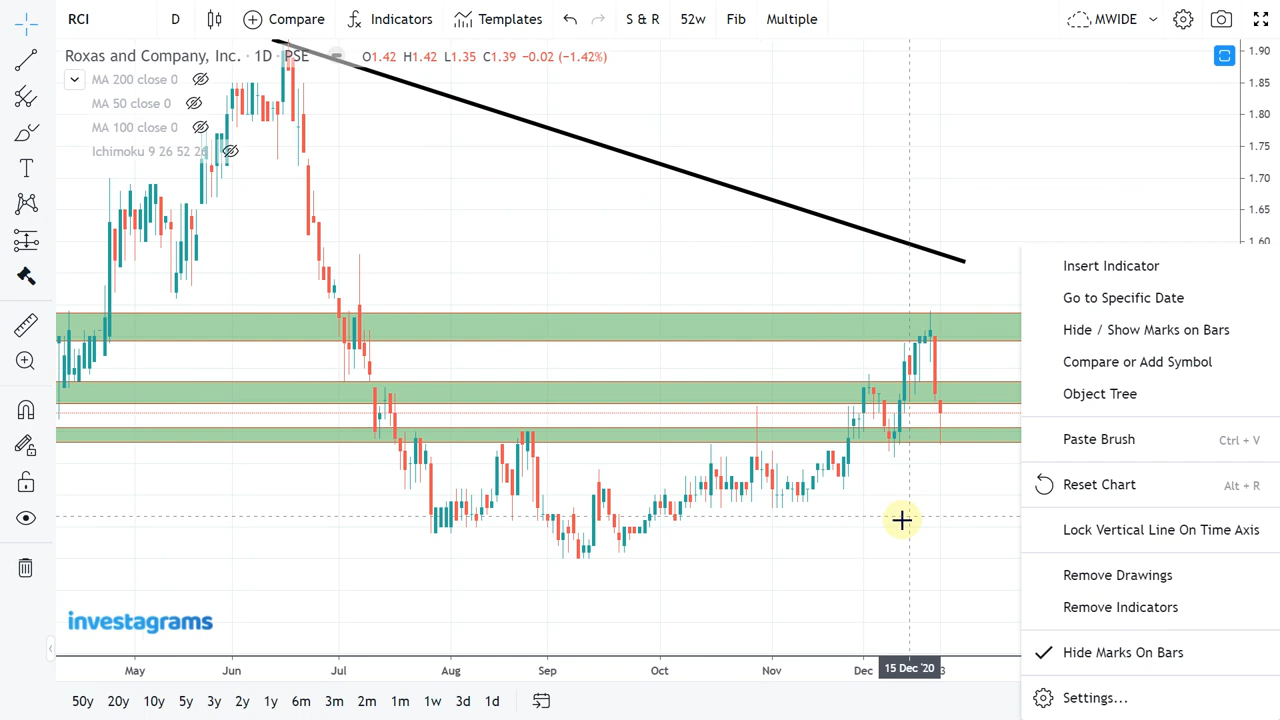 RCI D Compare Indicators Templates S & R 52w Fib Multiple MWIDE
Roxas and Company, Inc. · 1D · PSE O1.42 H1.42 L1.35 C1.39 −0.02 (−1.42%)
MA 200 close 0
MA 50 close 0
MA 100 close 0
Ichimoku 9 26 52 26
1.90
1.85
1.80
1.75
1.70
1.60
Insert Indicator
Go to Specific Date
Hide / Show Marks on Bars
Compare or Add Symbol
Object Tree
Paste Brush Ctrl + V
Reset Chart Alt + R
Lock Vertical Line On Time Axis
Remove Drawings
Remove Indicators
Hide Marks On Bars
Settings...
investagrams
May Jun Jul Aug Sep Oct Nov Dec 15 Dec '20 3
50y 20y 10y 5y 3y 2y 1y 6m 3m 2m 1m 1w 3d 1d